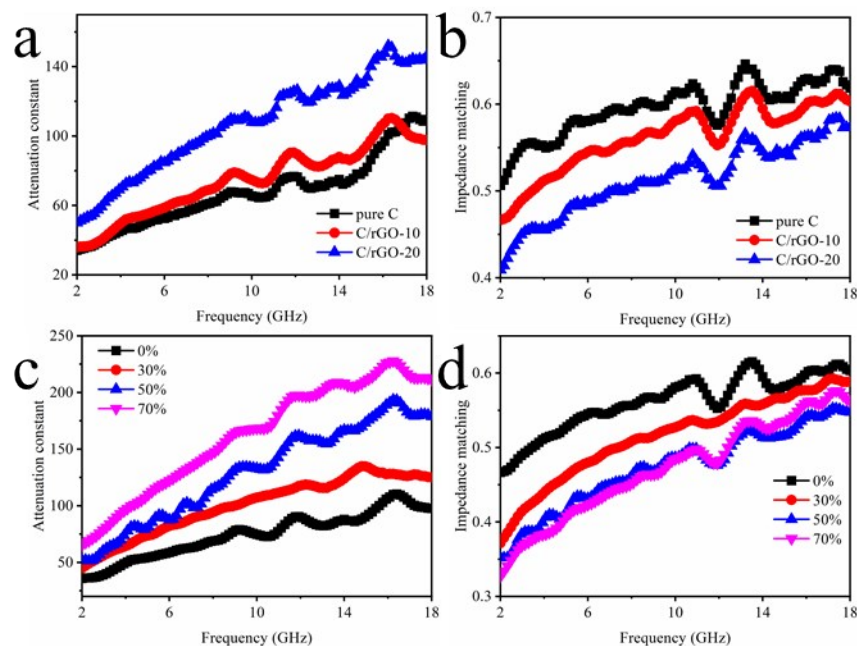 a
Attenuation constant
140
100
60
20
pure C
C/rGO-10
C/rGO-20
2 6 10 14 18
Frequency (GHz)
b
Impedance matching
0.7
0.6
0.5
0.4
pure C
C/rGO-10
C/rGO-20
2 6 10 14 18
Frequency (GHz)
c
Attenuation constant
250
200
150
100
50
0%
30%
50%
70%
2 6 10 14 18
Frequency (GHz)
d
Impedance matching
0.6
0.5
0.4
0.3
0%
30%
50%
70%
2 6 10 14 18
Frequency (GHz)